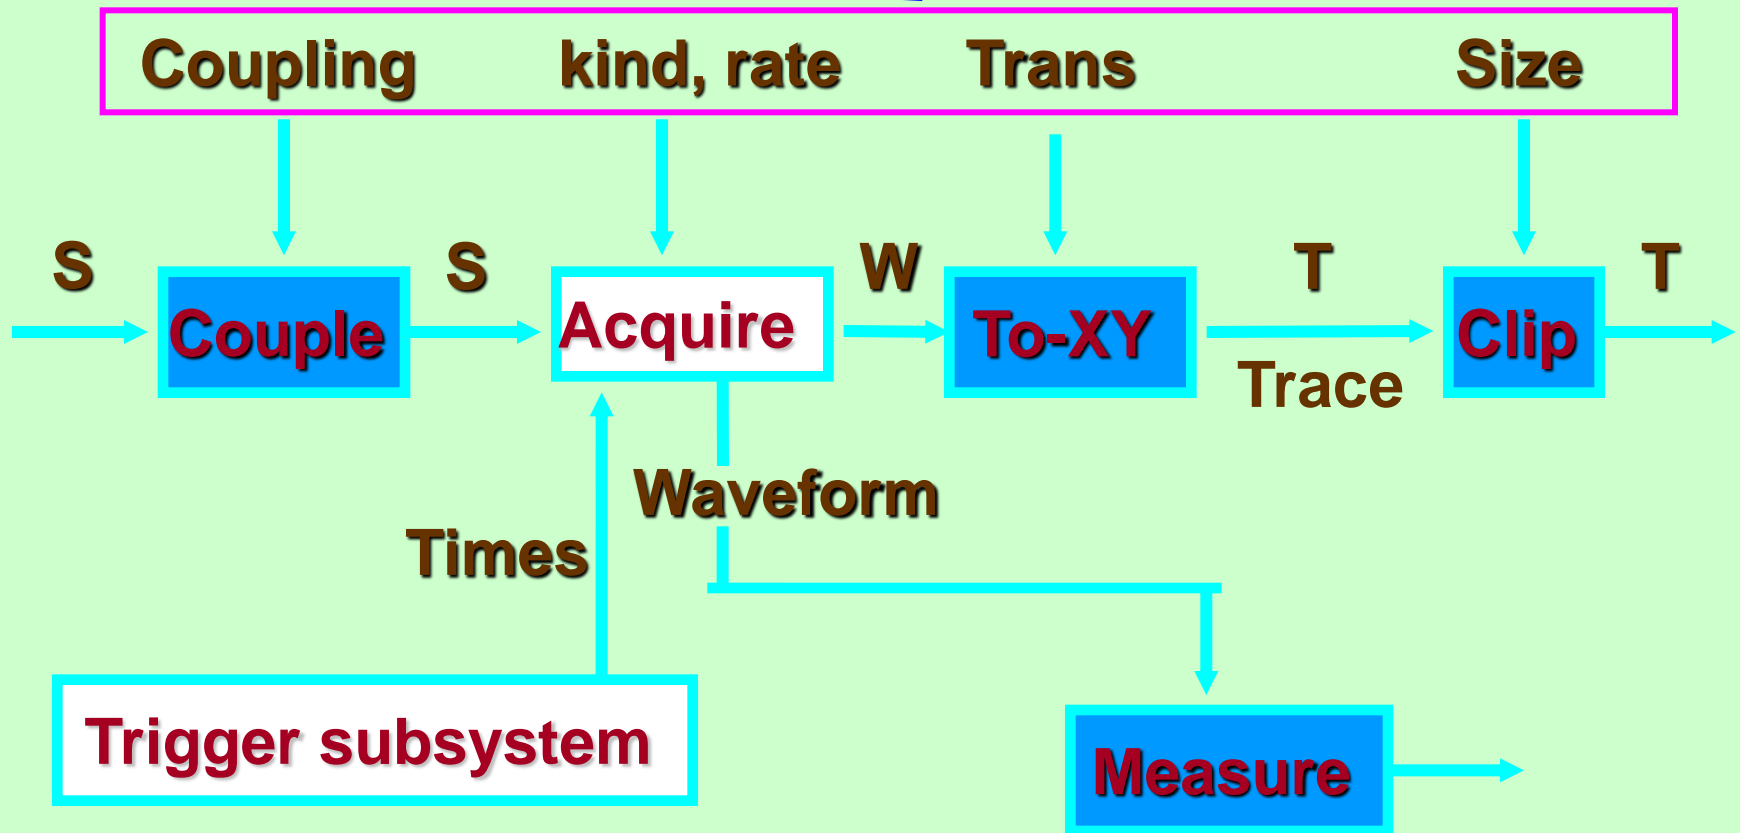 Coupling kind, rate Trans Size
S S W T T
Couple Acquire To-XY Clip
Trace
Waveform
Times
Trigger subsystem
Measure